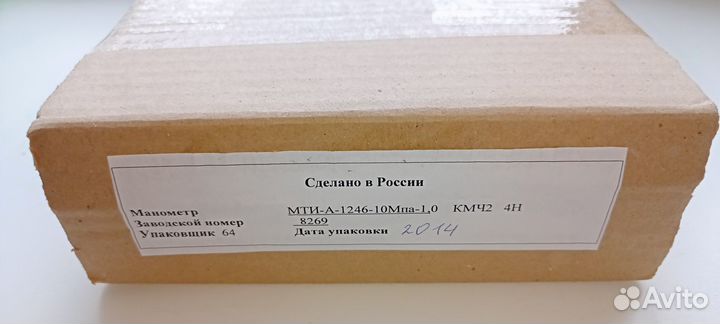 Сделано в России
Манометр МТИ-А-1246-10Мпа-1,0 КМЧ2 4Н
Заводской номер 8269
Упаковщик 64 Дата упаковки 2014
Avito